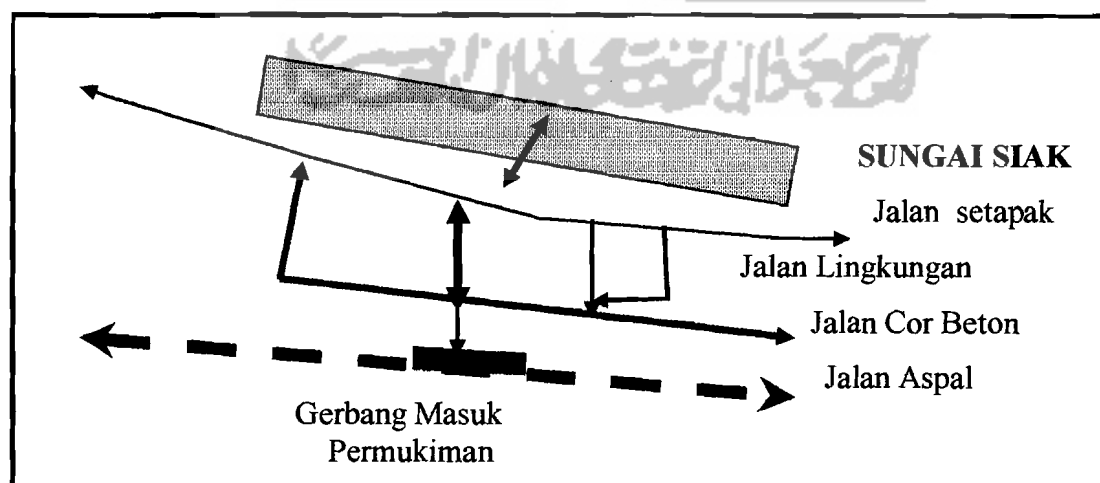 SUNGAI SIAK
Jalan setapak
Jalan Lingkungan
Jalan Cor Beton
Jalan Aspal
Gerbang Masuk
Permukiman